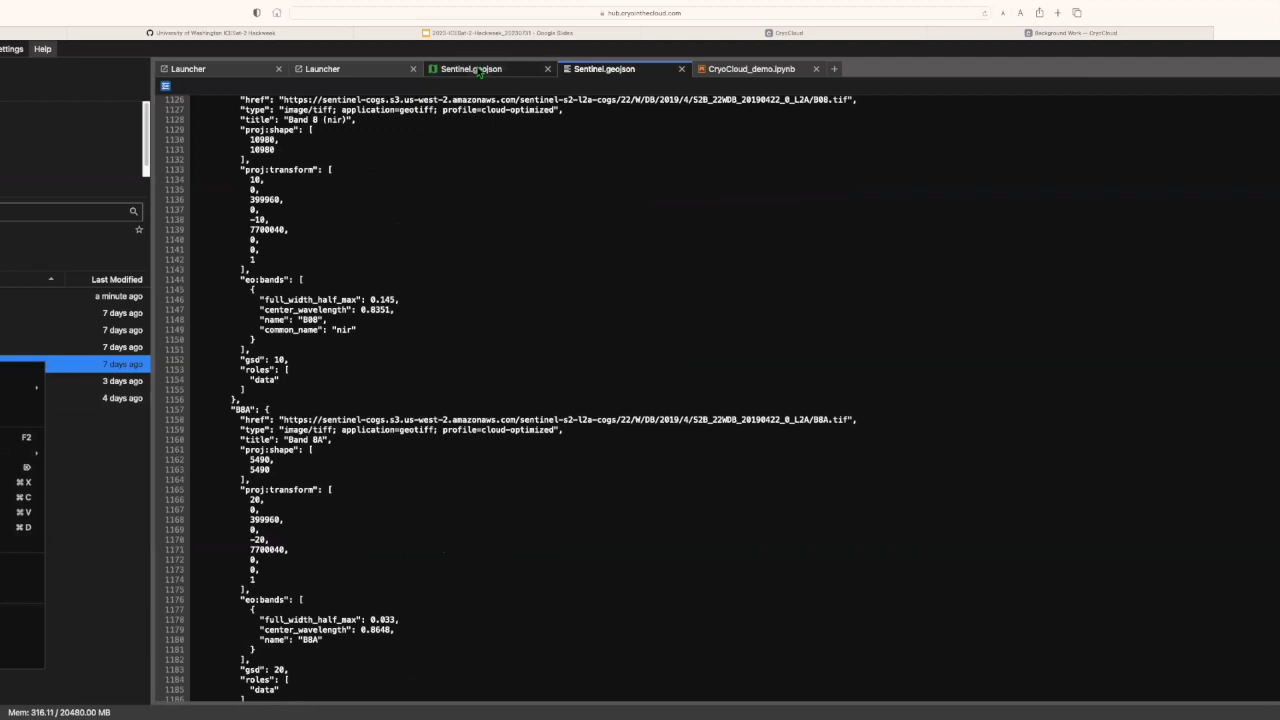 hub.cryointhecloud.com
University of Washington ICESat-2 Hackweek
2023-ICESat-2-Hackweek_20230731 - Google Slides
CryoCloud
Background Work — CryoCloud
ettings
Help
Launcher
Launcher
Sentinel.geojson
Sentinel.geojson
CryoCloud_demo.ipynb
Last Modified
a minute ago
7 days ago
7 days ago
7 days ago
7 days ago
3 days ago
4 days ago
F2
⌘ X
⌘ C
⌘ V
⌘ D
1126 "href": "https://sentinel-cogs.s3.us-west-2.amazonaws.com/sentinel-s2-l2a-cogs/22/W/DB/2019/4/S2B_22WDB_20190422_0_L2A/B08.tif",
1127 "type": "image/tiff; application=geotiff; profile=cloud-optimized",
1128 "title": "Band 8 (nir)",
1129 "proj:shape": [
1130 10980,
1131 10980
1132 ],
1133 "proj:transform": [
1134 10,
1135 0,
1136 399960,
1137 0,
1138 -10,
1139 7700040,
1140 0,
1141 0,
1142 1
1143 ],
1144 "eo:bands": [
1145 {
1146 "full_width_half_max": 0.145,
1147 "center_wavelength": 0.8351,
1148 "name": "B08",
1149 "common_name": "nir"
1150 }
1151 ],
1152 "gsd": 10,
1153 "roles": [
1154 "data"
1155 ]
1156 },
1157 "B8A": {
1158 "href": "https://sentinel-cogs.s3.us-west-2.amazonaws.com/sentinel-s2-l2a-cogs/22/W/DB/2019/4/S2B_22WDB_20190422_0_L2A/B8A.tif",
1159 "type": "image/tiff; application=geotiff; profile=cloud-optimized",
1160 "title": "Band 8A",
1161 "proj:shape": [
1162 5490,
1163 5490
1164 ],
1165 "proj:transform": [
1166 20,
1167 0,
1168 399960,
1169 0,
1170 -20,
1171 7700040,
1172 0,
1173 0,
1174 1
1175 ],
1176 "eo:bands": [
1177 {
1178 "full_width_half_max": 0.033,
1179 "center_wavelength": 0.8648,
1180 "name": "B8A"
1181 }
1182 ],
1183 "gsd": 20,
1184 "roles": [
1185 "data"
1186 ]
Mem: 316.11 / 20480.00 MB